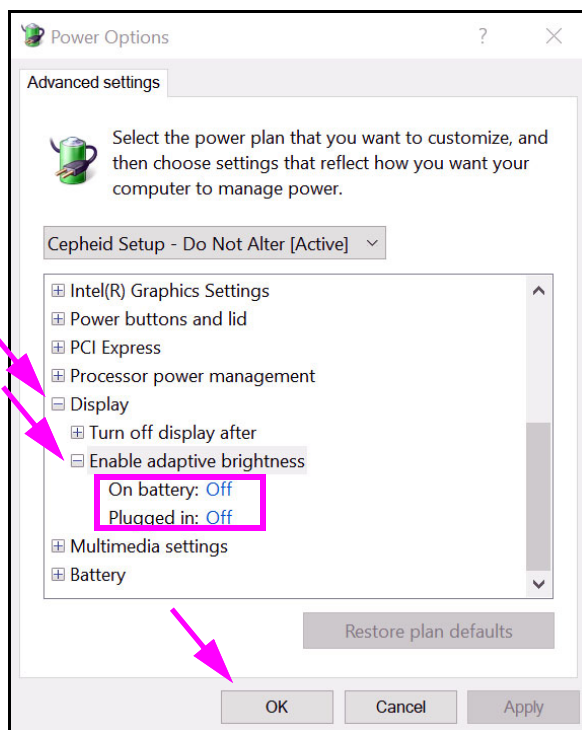 Power Options
?
Advanced settings
Select the power plan that you want to customize, and
then choose settings that reflect how you want your
computer to manage power.
Cepheid Setup - Do Not Alter [Active]
Intel(R) Graphics Settings
Power buttons and lid
PCI Express
Processor power management
Display
Turn off display after
Enable adaptive brightness
On battery: Off
Plugged in: Off
Multimedia settings
Battery
Restore plan defaults
OK Cancel Apply